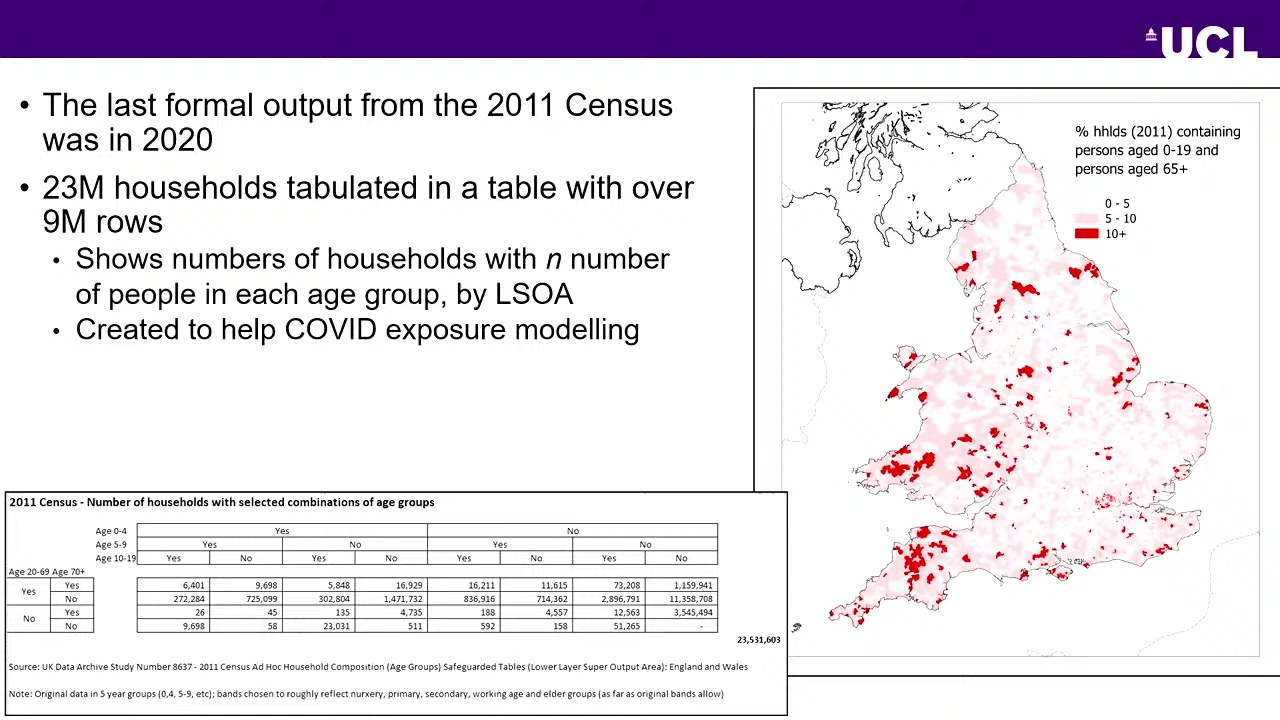 UCL
• The last formal output from the 2011 Census
was in 2020
• 23M households tabulated in a table with over
9M rows
• Shows numbers of households with n number
of people in each age group, by LSOA
• Created to help COVID exposure modelling
% hhlds (2011) containing
persons aged 0-19 and
persons aged 65+
0 - 5
5 - 10
10+
2011 Census - Number of households with selected combinations of age groups
Age 0-4 Yes No
Age 5-9 Yes No Yes No
Age 10-19 Yes No Yes No Yes No Yes No
Age 20-69 Age 70+
Yes Yes 6,401 9,698 5,848 16,929 16,211 11,615 73,208 1,159,941
No 272,284 725,099 302,804 1,471,732 836,916 714,362 2,896,791 11,358,708
No Yes 26 45 135 4,735 188 4,557 12,563 3,545,494
No 9,698 58 23,031 511 592 158 51,265 -
23,531,603
Source: UK Data Archive Study Number 8637 - 2011 Census Ad Hoc Household Composition (Age Groups) Safeguarded Tables (Lower Layer Super Output Area): England and Wales
Note: Original data in 5 year groups (0,4, 5-9, etc); bands chosen to roughly reflect nurxery, primary, secondary, working age and elder groups (as far as original bands allow)